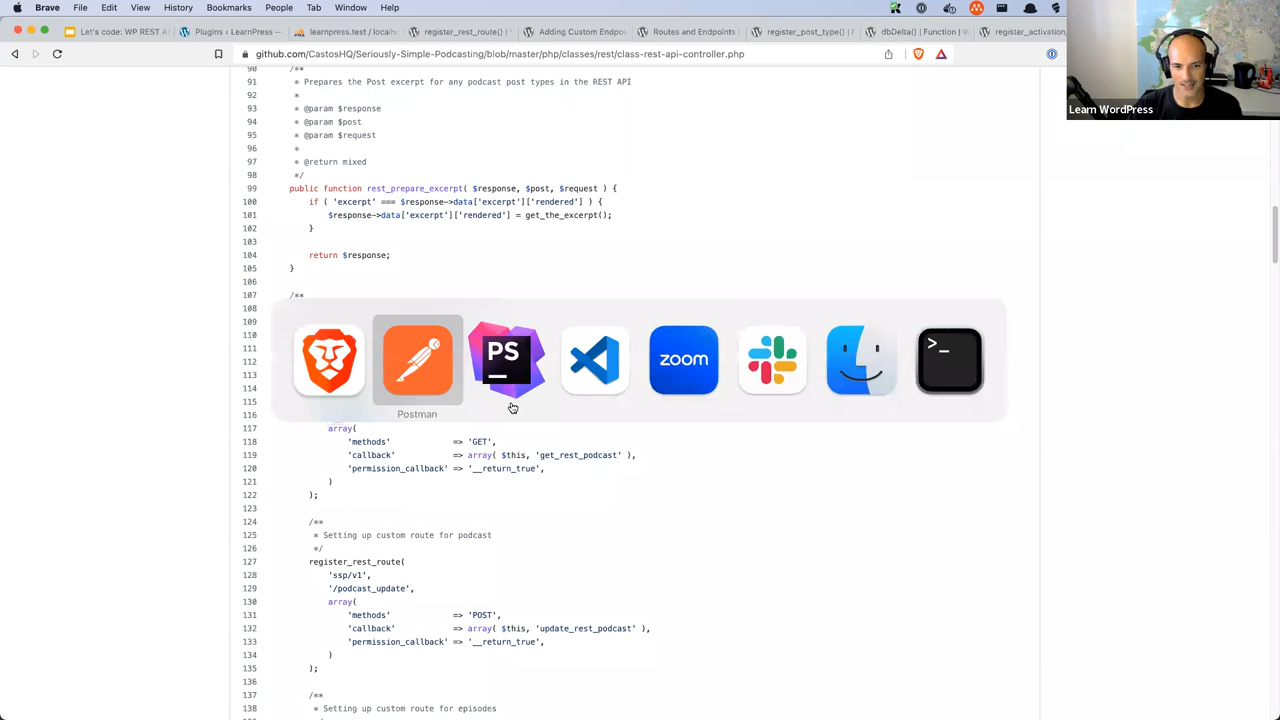 Brave File Edit View History Bookmarks People Tab Window Help
Let's code: WP REST A
Plugins ‹ LearnPress —
learnpress.test / localh
register_rest_route() |
Adding Custom Endpoi
Routes and Endpoints
register_post_type() |
dbDelta() | Function | W
register_activation_
github.com/CastosHQ/Seriously-Simple-Podcasting/blob/master/php/classes/rest/class-rest-api-controller.php
Learn WordPress
90 /**
91 * Prepares the Post excerpt for any podcast post types in the REST API
92 *
93 * @param $response
94 * @param $post
95 * @param $request
96 *
97 * @return mixed
98 */
99 public function rest_prepare_excerpt( $response, $post, $request ) {
100 if ( 'excerpt' === $response->data['excerpt']['rendered'] ) {
101 $response->data['excerpt']['rendered'] = get_the_excerpt();
102 }
103
104 return $response;
105 }
106
107 /**
108
109
110
111
112
113
114
115
116
PS
zoom
>_
Postman
117 array(
118 'methods' => 'GET',
119 'callback' => array( $this, 'get_rest_podcast' ),
120 'permission_callback' => '__return_true',
121 )
122 );
123
124 /**
125 * Setting up custom route for podcast
126 */
127 register_rest_route(
128 'ssp/v1',
129 '/podcast_update',
130 array(
131 'methods' => 'POST',
132 'callback' => array( $this, 'update_rest_podcast' ),
133 'permission_callback' => '__return_true',
134 )
135 );
136
137 /**
138 * Setting up custom route for episodes